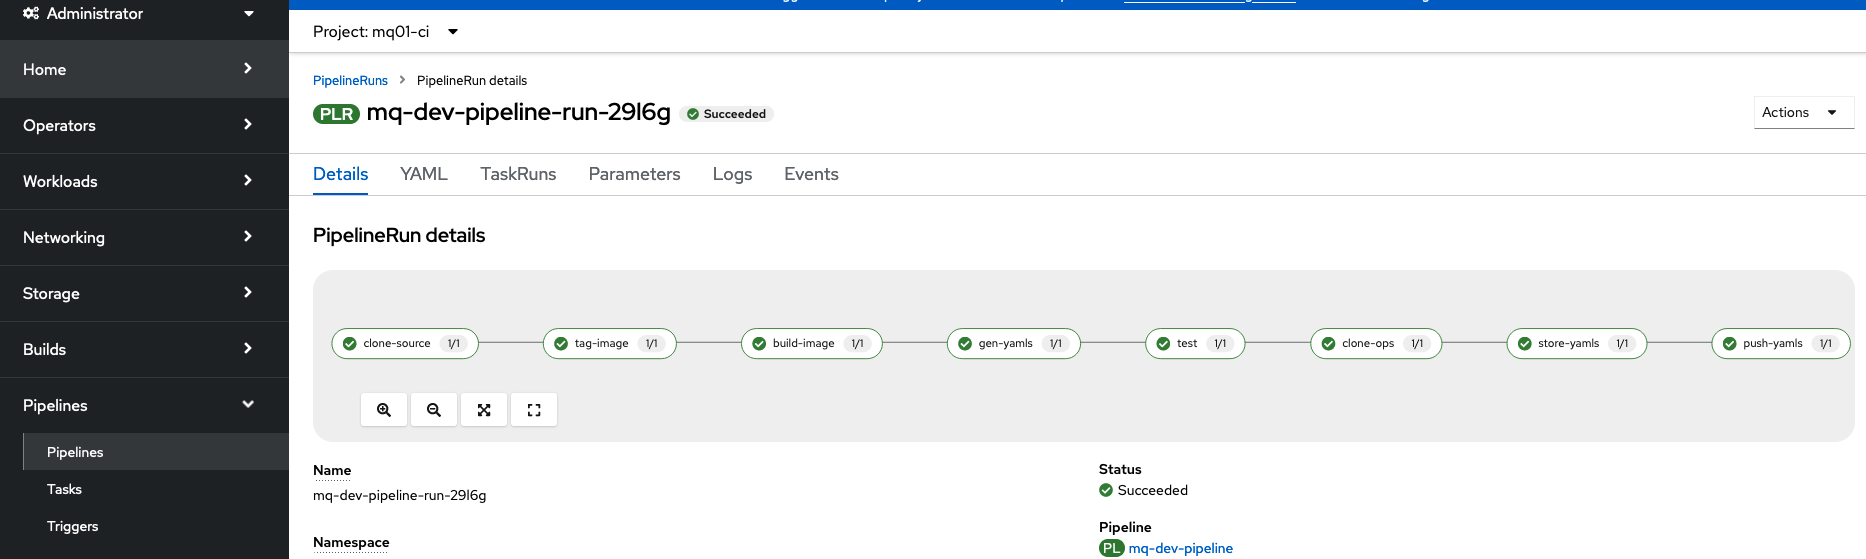 Administrator
Home
Operators
Workloads
Networking
Storage
Builds
Pipelines
Pipelines
Tasks
Triggers
Project: mq01-ci
PipelineRuns
PipelineRun details
PLR mq-dev-pipeline-run-29l6g
Succeeded
Actions
Details YAML TaskRuns Parameters Logs Events
PipelineRun details
clone-source 1/1
tag-image 1/1
build-image 1/1
gen-yamls 1/1
test 1/1
clone-ops 1/1
store-yamls 1/1
push-yamls 1/1
Name
mq-dev-pipeline-run-29l6g
Namespace
Status
Succeeded
Pipeline
PL mq-dev-pipeline